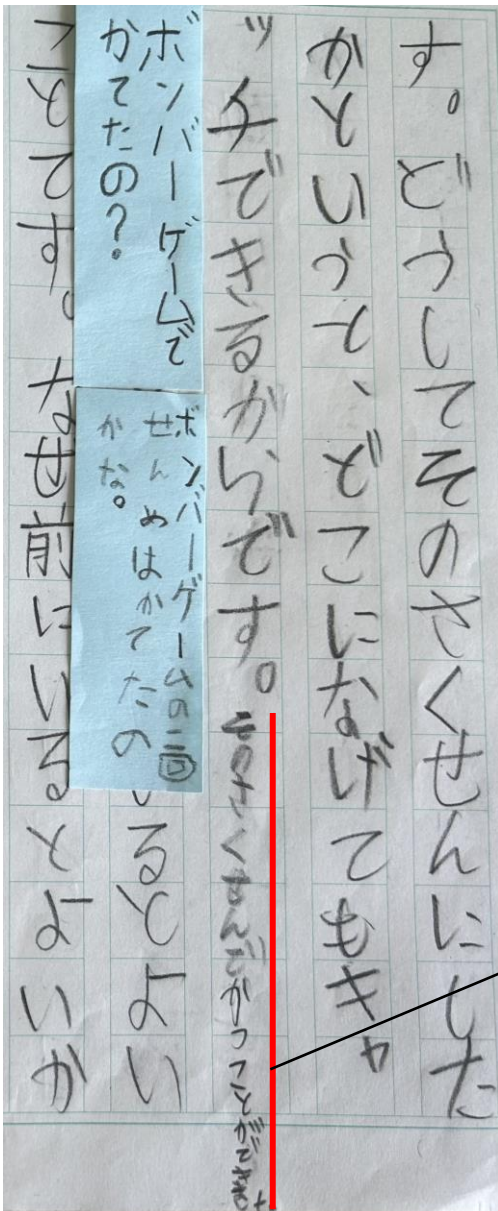 す。どうしてそのさくせんにした
かというと、どこになげてもキャ
ッチできるからです。そのさくせんでかつことができました
ボンバーゲームで
かてたの?
ボンバーゲームの二回
せんめはかてたの
かな。
るとよい
ことです。なぜ前にいるとよいか